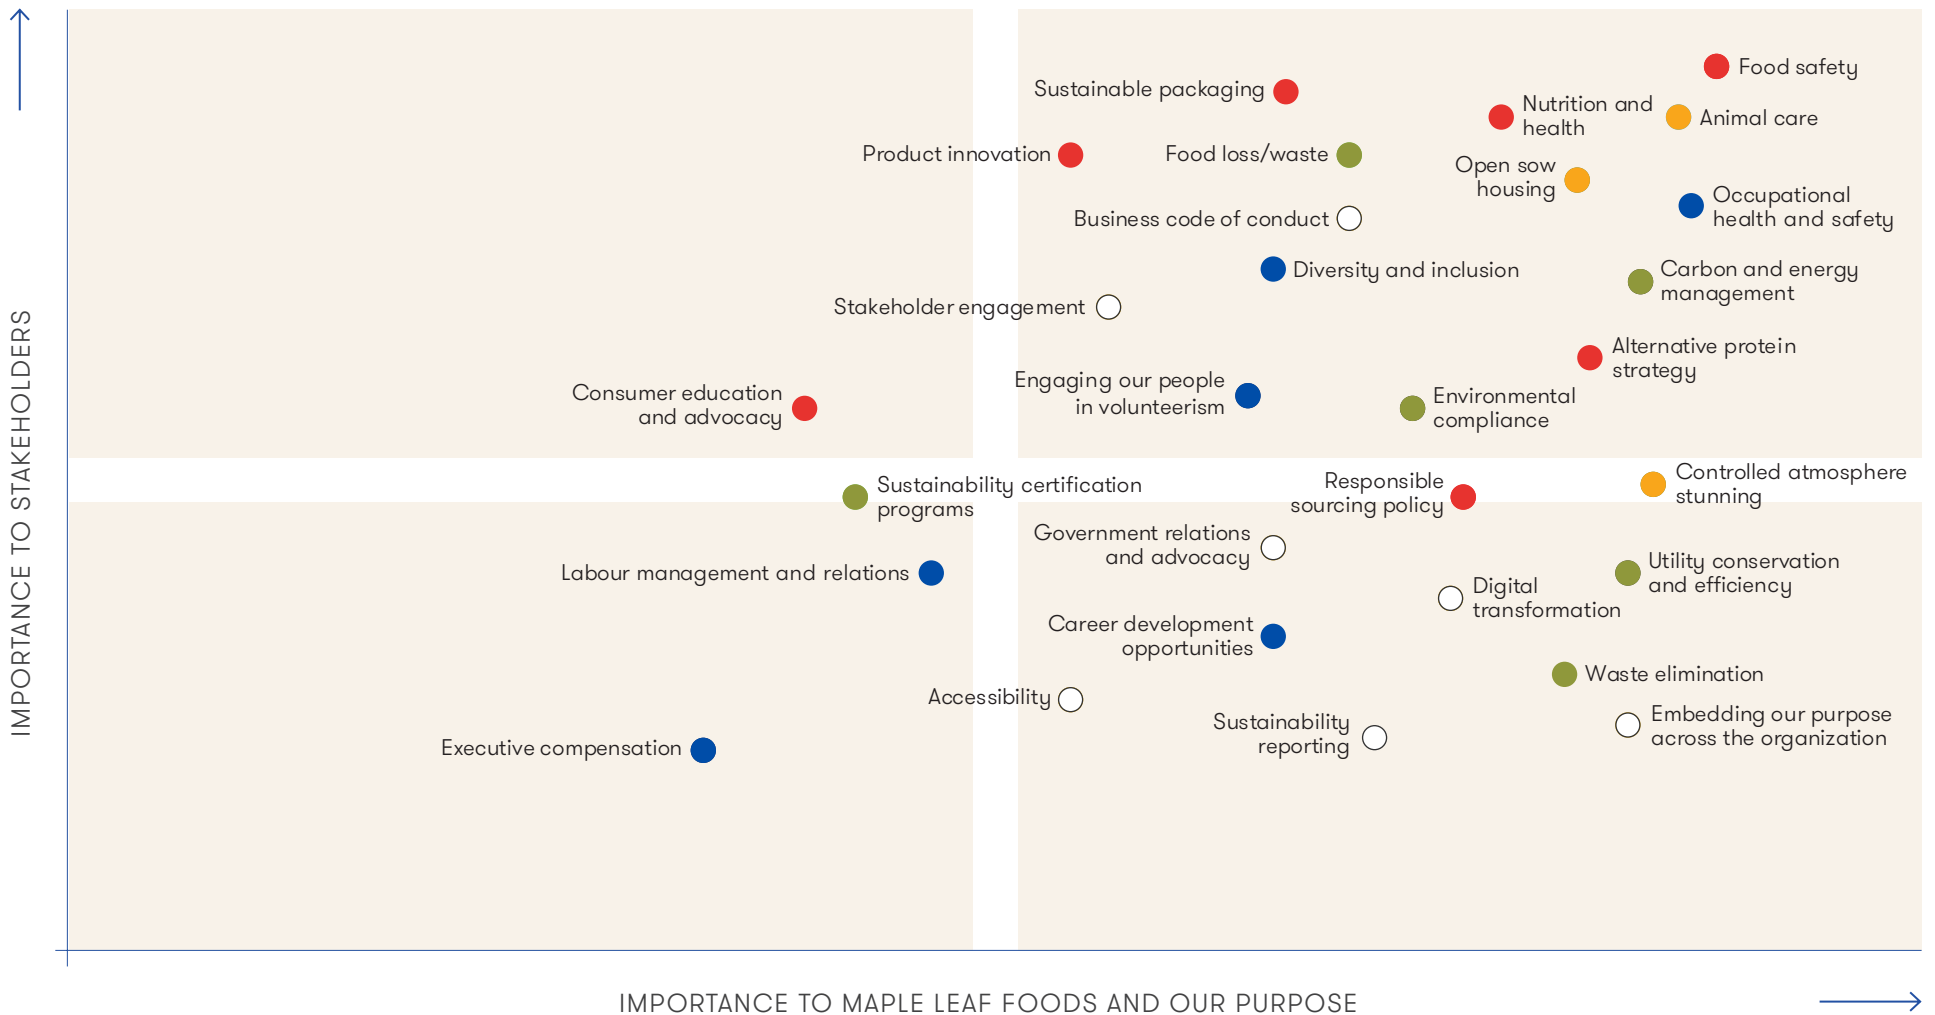 Food safety
Sustainable packaging
Nutrition and
health
Animal care
Product innovation
Food loss/waste
Open sow
housing
Occupational
health and safety
Business code of conduct
Diversity and inclusion
Carbon and energy
management
Stakeholder engagement
Alternative protein
strategy
Consumer education
and advocacy
Engaging our people
in volunteerism
Environmental
compliance
Sustainability certification
programs
Responsible
sourcing policy
Controlled atmosphere
stunning
Government relations
and advocacy
Labour management and relations
Utility conservation
and efficiency
Digital
transformation
Career development
opportunities
Waste elimination
Accessibility
Sustainability
reporting
Embedding our purpose
across the organization
Executive compensation
IMPORTANCE TO STAKEHOLDERS
IMPORTANCE TO MAPLE LEAF FOODS AND OUR PURPOSE